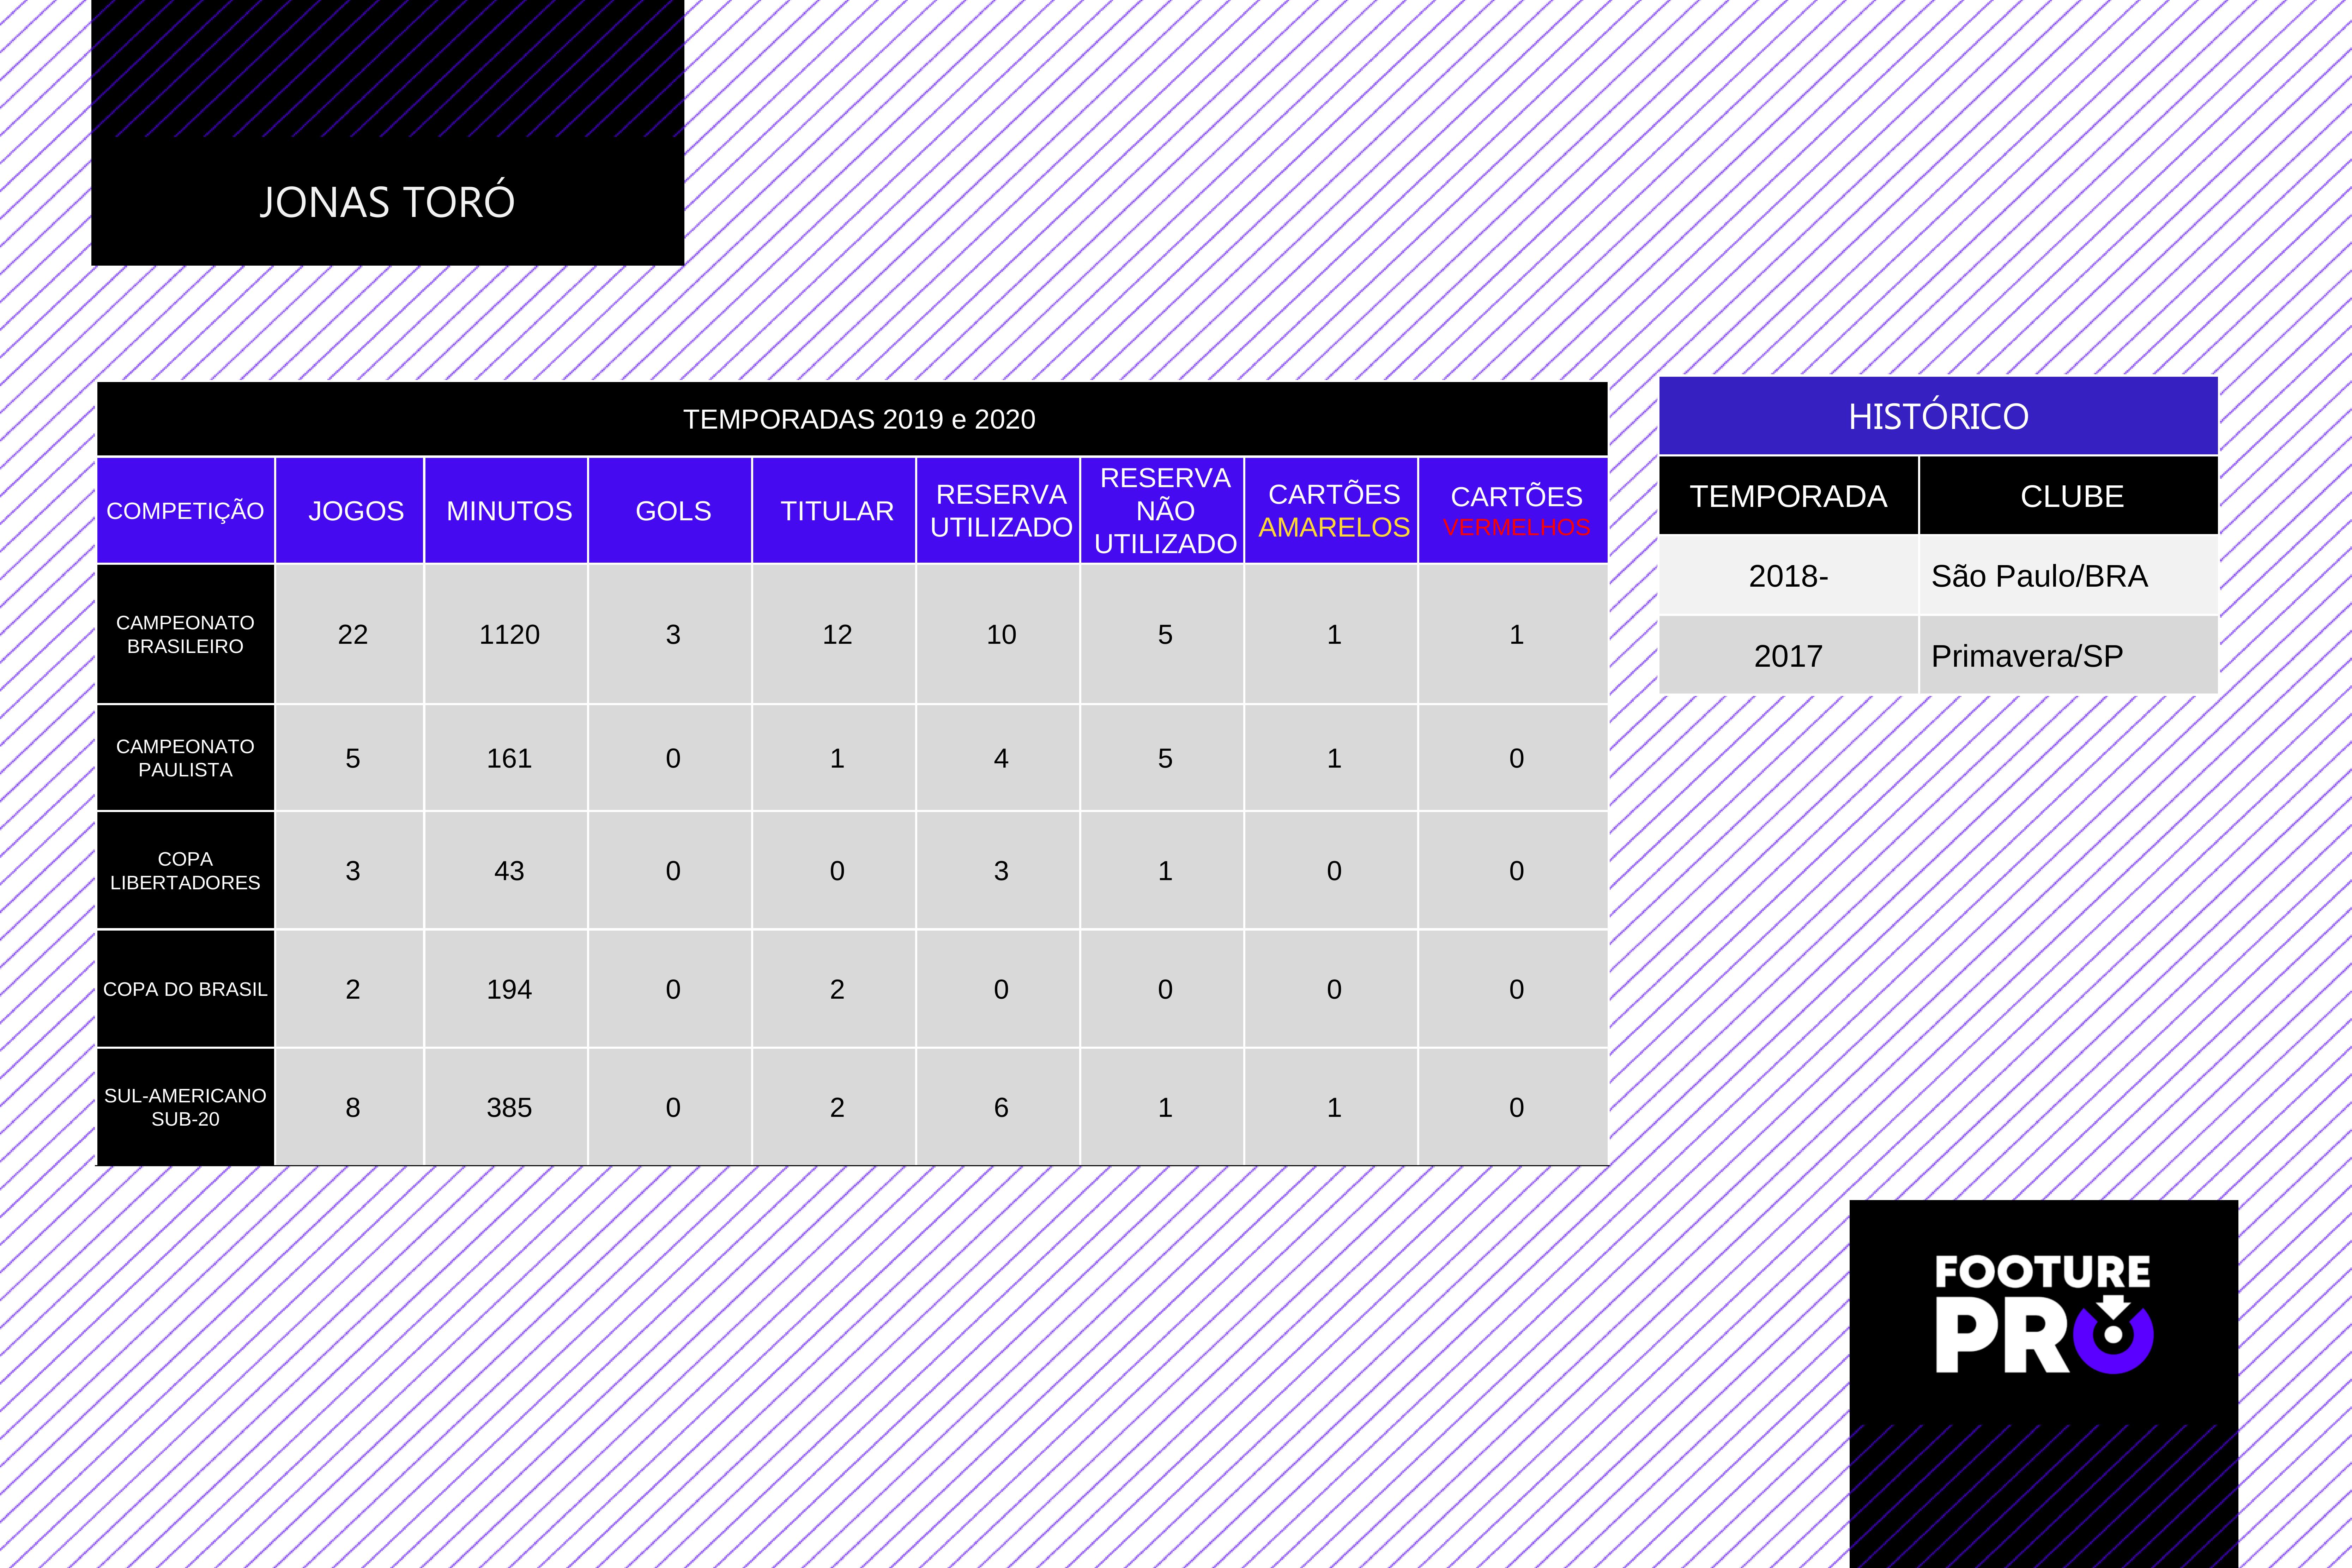 JONAS TORÓ
TEMPORADAS 2019 e 2020
COMPETIÇÃO JOGOS MINUTOS GOLS TITULAR RESERVA UTILIZADO RESERVA NÃO UTILIZADO CARTÕES AMARELOS CARTÕES VERMELHOS
CAMPEONATO BRASILEIRO 22 1120 3 12 10 5 1 1
CAMPEONATO PAULISTA 5 161 0 1 4 5 1 0
COPA LIBERTADORES 3 43 0 0 3 1 0 0
COPA DO BRASIL 2 194 0 2 0 0 0 0
SUL-AMERICANO SUB-20 8 385 0 2 6 1 1 0
HISTÓRICO
TEMPORADA CLUBE
2018- São Paulo/BRA
2017 Primavera/SP
FOOTURE
PRO